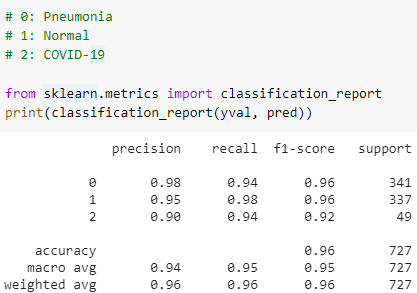 # 0: Pneumonia
# 1: Normal
# 2: COVID-19
from sklearn.metrics import classification_report
print(classification_report(yval, pred))
precision recall f1-score support
0 0.98 0.94 0.96 341
1 0.95 0.98 0.96 337
2 0.90 0.94 0.92 49
accuracy 0.96 727
macro avg 0.94 0.95 0.95 727
weighted avg 0.96 0.96 0.96 727